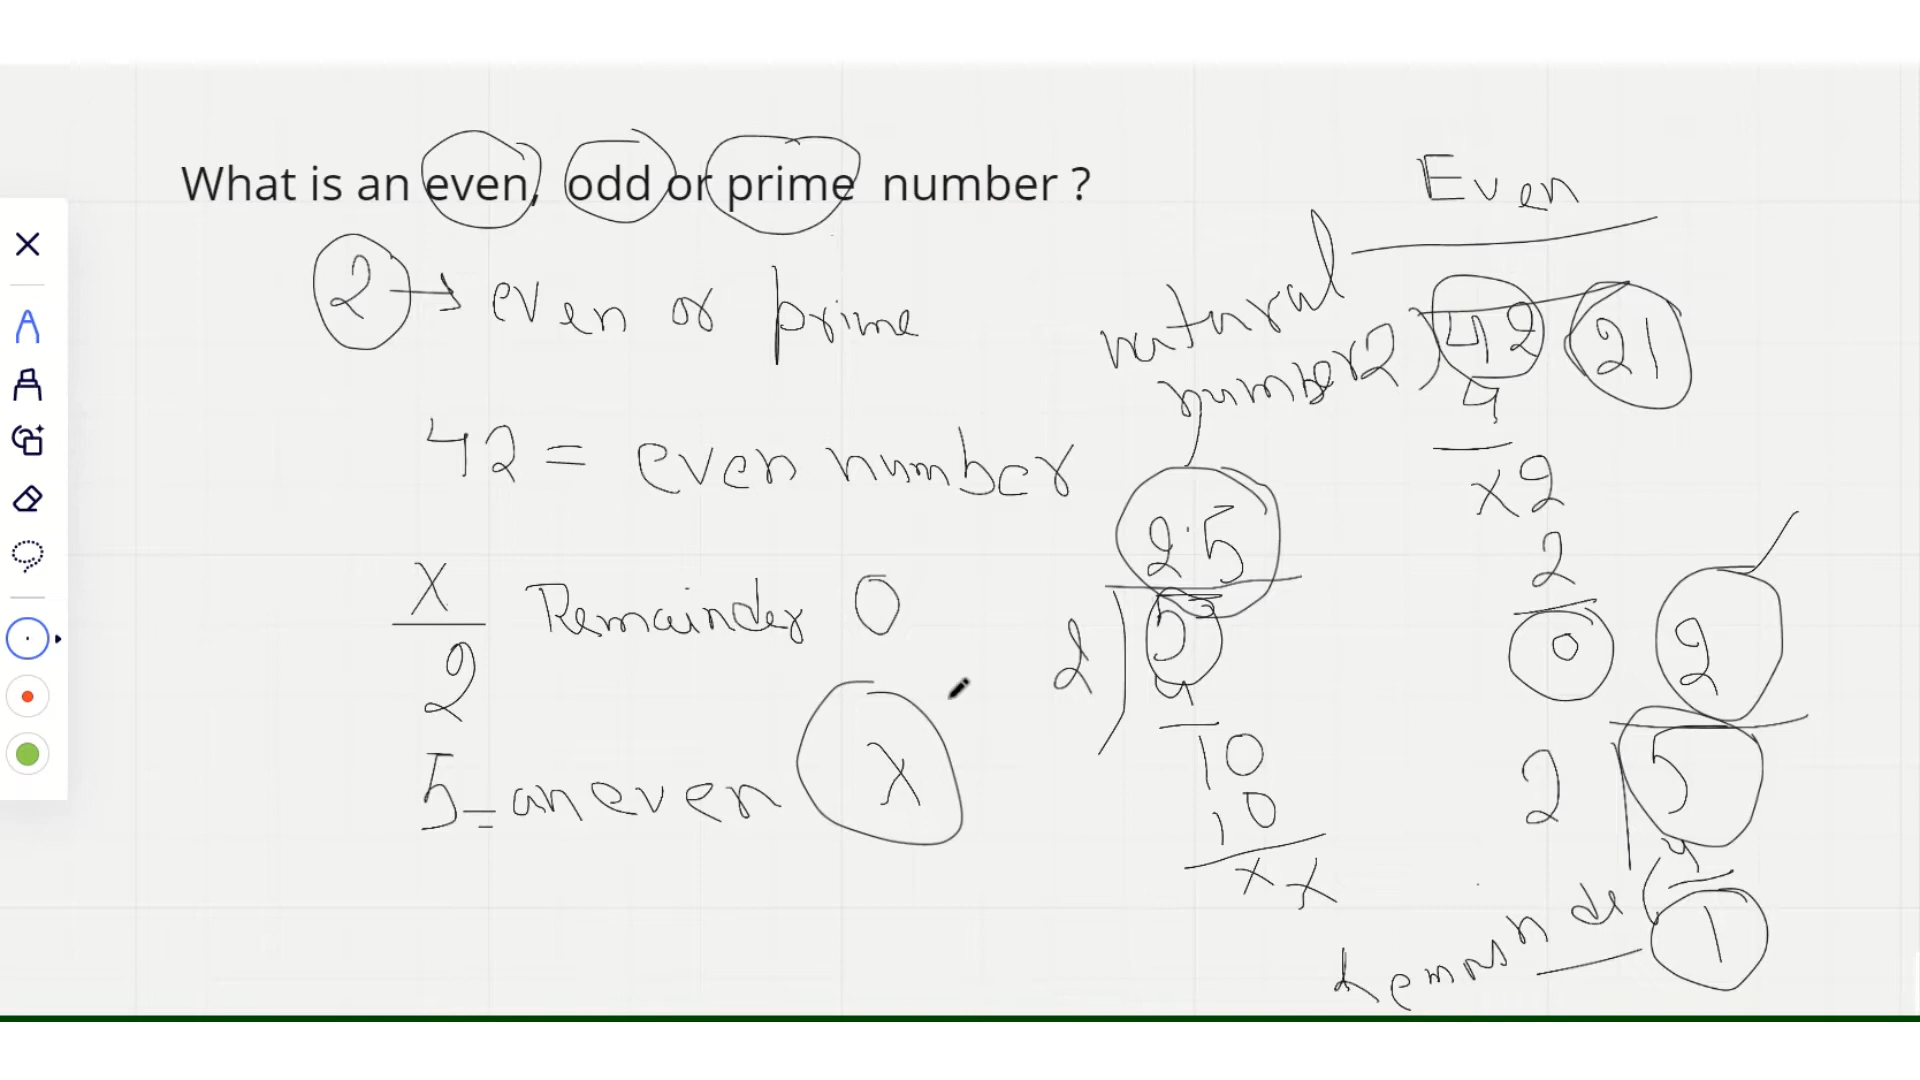 What is an even, odd or prime number ?
2 → even or prime
42 = even number
x
2
Remainder 0
5 = an even x
Even
natural
number
2 ) 42 21
4
x2
2
0
2.5
2 ) 5
4
10
10
x x
2
2 5
4
1